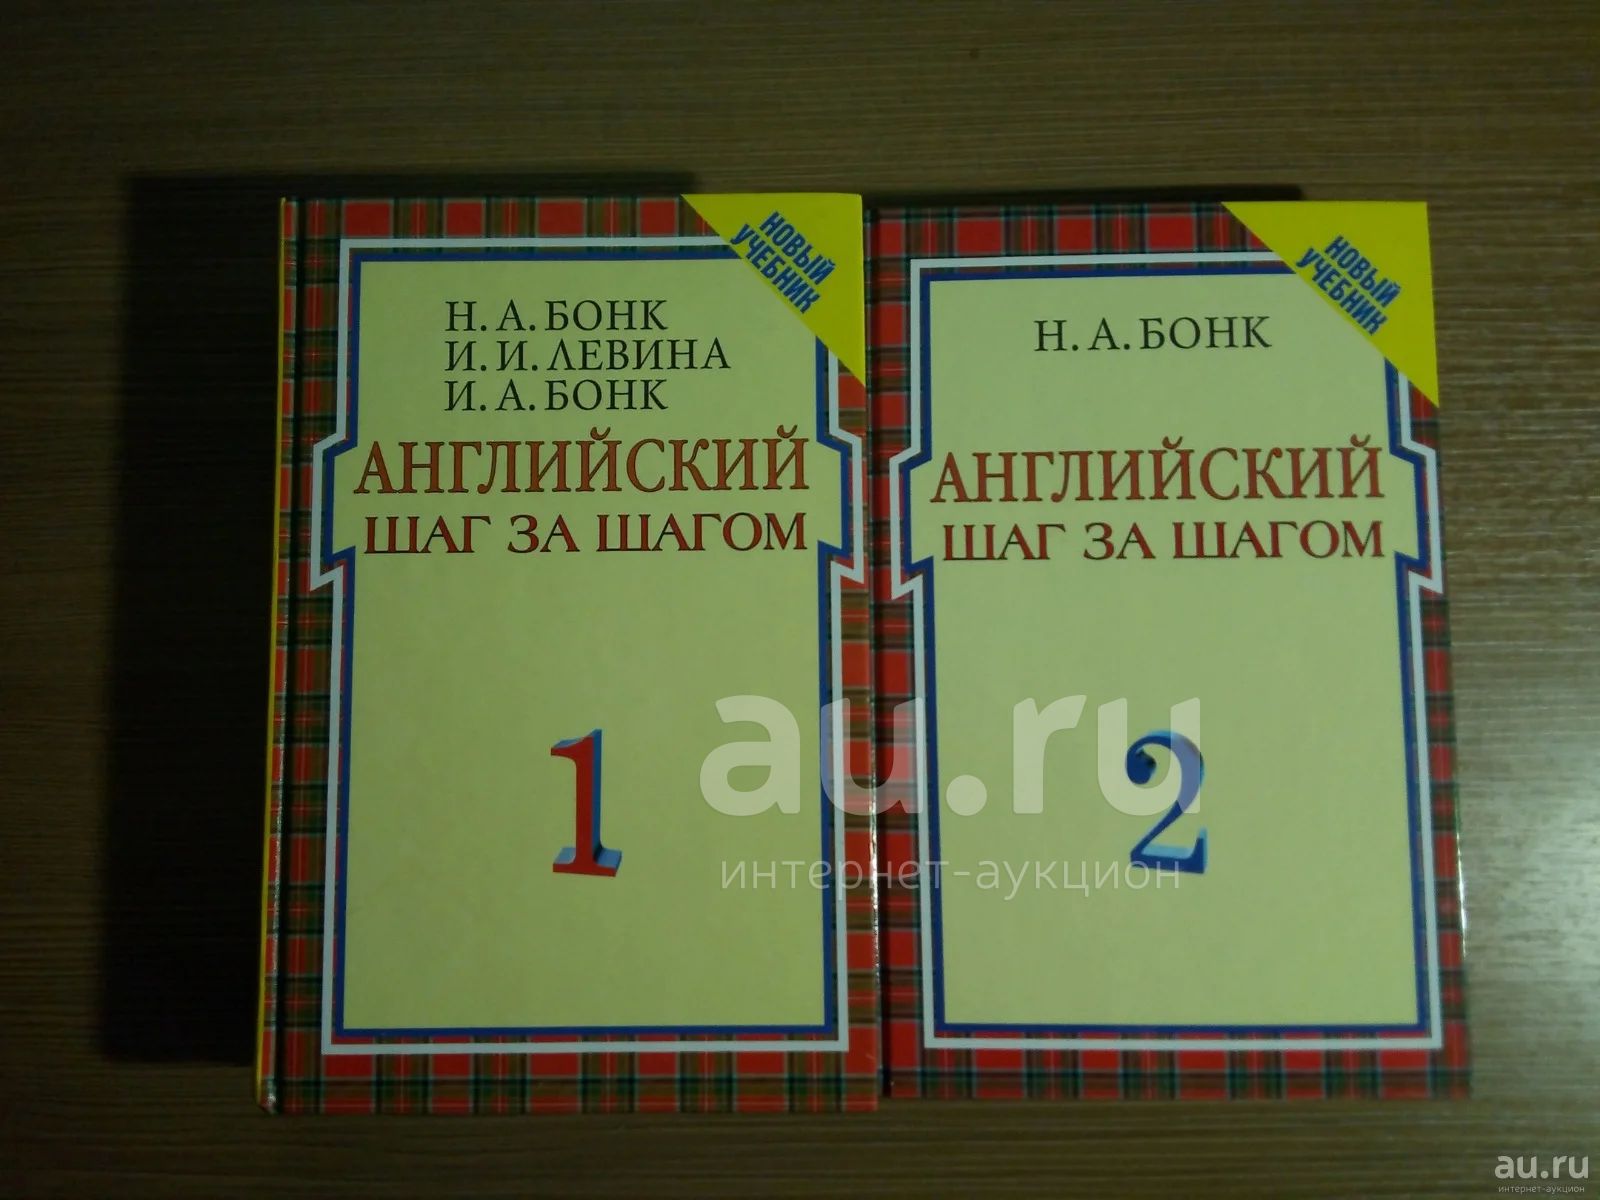 НОВЫЙ
УЧЕБНИК
Н. А. БОНК
И. И. ЛЕВИНА
И. А. БОНК
АНГЛИЙСКИЙ
ШАГ ЗА ШАГОМ
1
НОВЫЙ
УЧЕБНИК
Н. А. БОНК
АНГЛИЙСКИЙ
ШАГ ЗА ШАГОМ
2
au.ru
интернет-аукцион
au.ru
интернет-аукцион